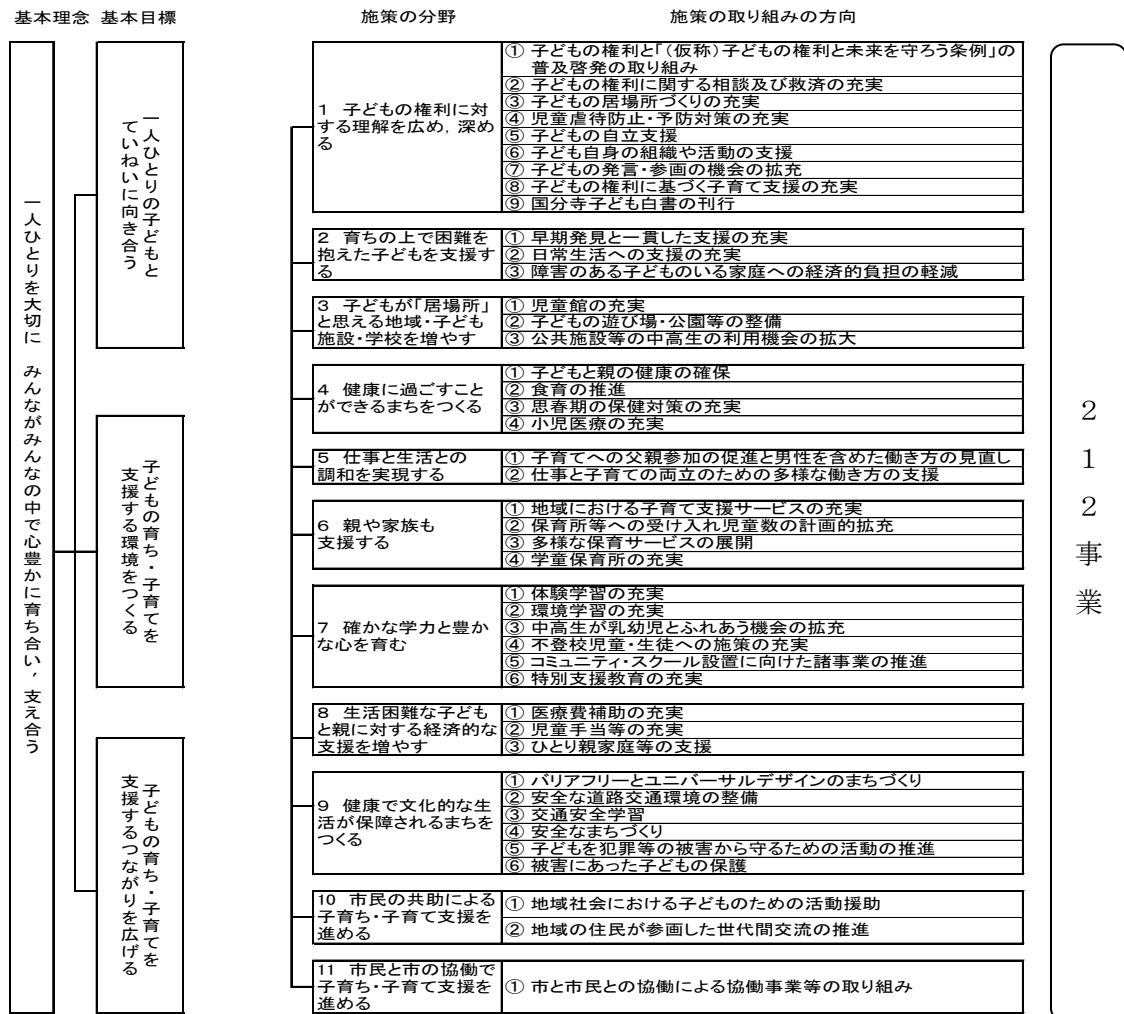 基本理念 基本目標 施策の分野 施策の取り組みの方向
一人ひとりを大切に みんながみんなの中で心豊かに育ち合い，支え合う
一人ひとりの子どもと
ていねいに向き合う
子どもの育ち・子育てを
支援する環境をつくる
子どもの育ち・子育てを
支援するつながりを広げる
1 子どもの権利に対
する理解を広め，深め
る
① 子どもの権利と「（仮称）子どもの権利と未来を守ろう条例」の
普及啓発の取り組み
② 子どもの権利に関する相談及び救済の充実
③ 子どもの居場所づくりの充実
④ 児童虐待防止・予防対策の充実
⑤ 子どもの自立支援
⑥ 子ども自身の組織や活動の支援
⑦ 子どもの発言・参画の機会の拡充
⑧ 子どもの権利に基づく子育て支援の充実
⑨ 国分寺子ども白書の刊行
2 育ちの上で困難を
抱えた子どもを支援す
る
① 早期発見と一貫した支援の充実
② 日常生活への支援の充実
③ 障害のある子どものいる家庭への経済的負担の軽減
3 子どもが「居場所」
と思える地域・子ども
施設・学校を増やす
① 児童館の充実
② 子どもの遊び場・公園等の整備
③ 公共施設等の中高生の利用機会の拡大
4 健康に過ごすこと
ができるまちをつくる
① 子どもと親の健康の確保
② 食育の推進
③ 思春期の保健対策の充実
④ 小児医療の充実
5 仕事と生活との
調和を実現する
① 子育てへの父親参加の促進と男性を含めた働き方の見直し
② 仕事と子育ての両立のための多様な働き方の支援
6 親や家族も
支援する
① 地域における子育て支援サービスの充実
② 保育所等への受け入れ児童数の計画的拡充
③ 多様な保育サービスの展開
④ 学童保育所の充実
7 確かな学力と豊か
な心を育む
① 体験学習の充実
② 環境学習の充実
③ 中高生が乳幼児とふれあう機会の拡充
④ 不登校児童・生徒への施策の充実
⑤ コミュニティ・スクール設置に向けた諸事業の推進
⑥ 特別支援教育の充実
8 生活困難な子ども
と親に対する経済的な
支援を増やす
① 医療費補助の充実
② 児童手当等の充実
③ ひとり親家庭等の支援
9 健康で文化的な生
活が保障されるまちを
つくる
① バリアフリーとユニバーサルデザインのまちづくり
② 安全な道路交通環境の整備
③ 交通安全学習
④ 安全なまちづくり
⑤ 子どもを犯罪等の被害から守るための活動の推進
⑥ 被害にあった子どもの保護
10 市民の共助による
子育ち・子育て支援を
進める
① 地域社会における子どものための活動援助
② 地域の住民が参画した世代間交流の推進
11 市民と市の協働で
子育ち・子育て支援を
進める
① 市と市民との協働による協働事業等の取り組み
212事業